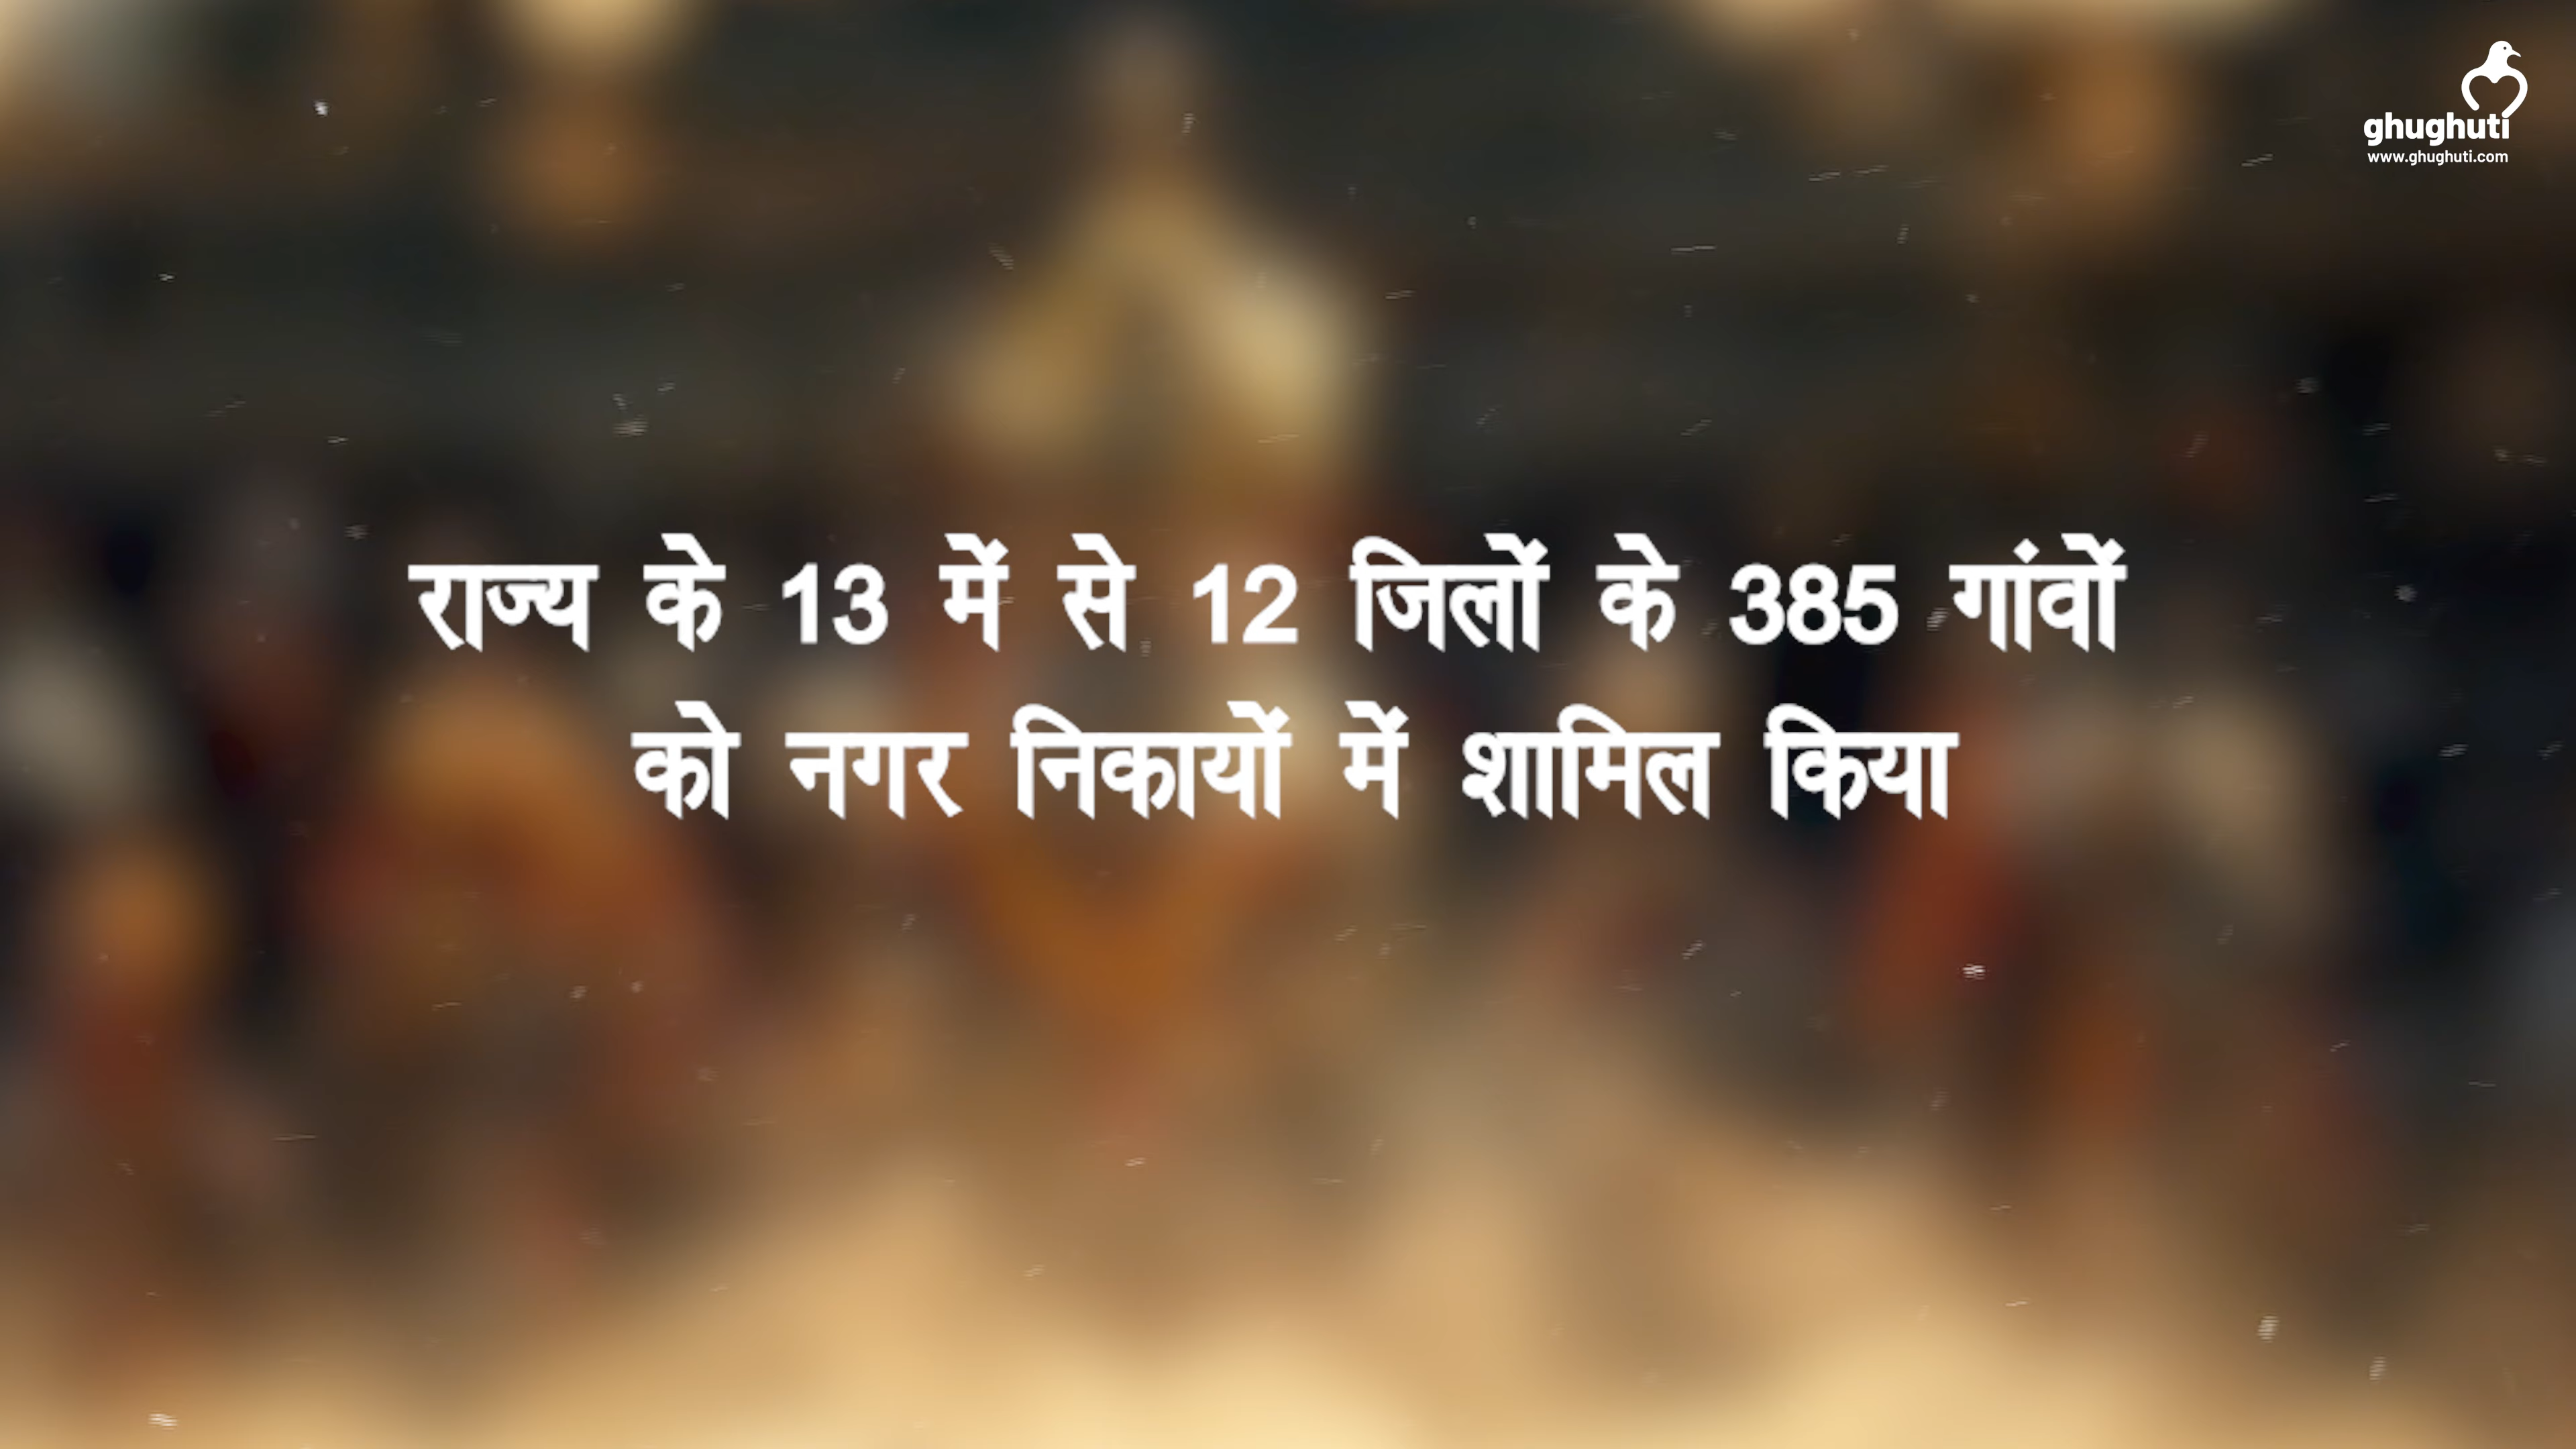 ghughuti
www.ghughuti.com
राज्य के 13 में से 12 जिलों के 385 गांवों
को नगर निकायों में शामिल किया